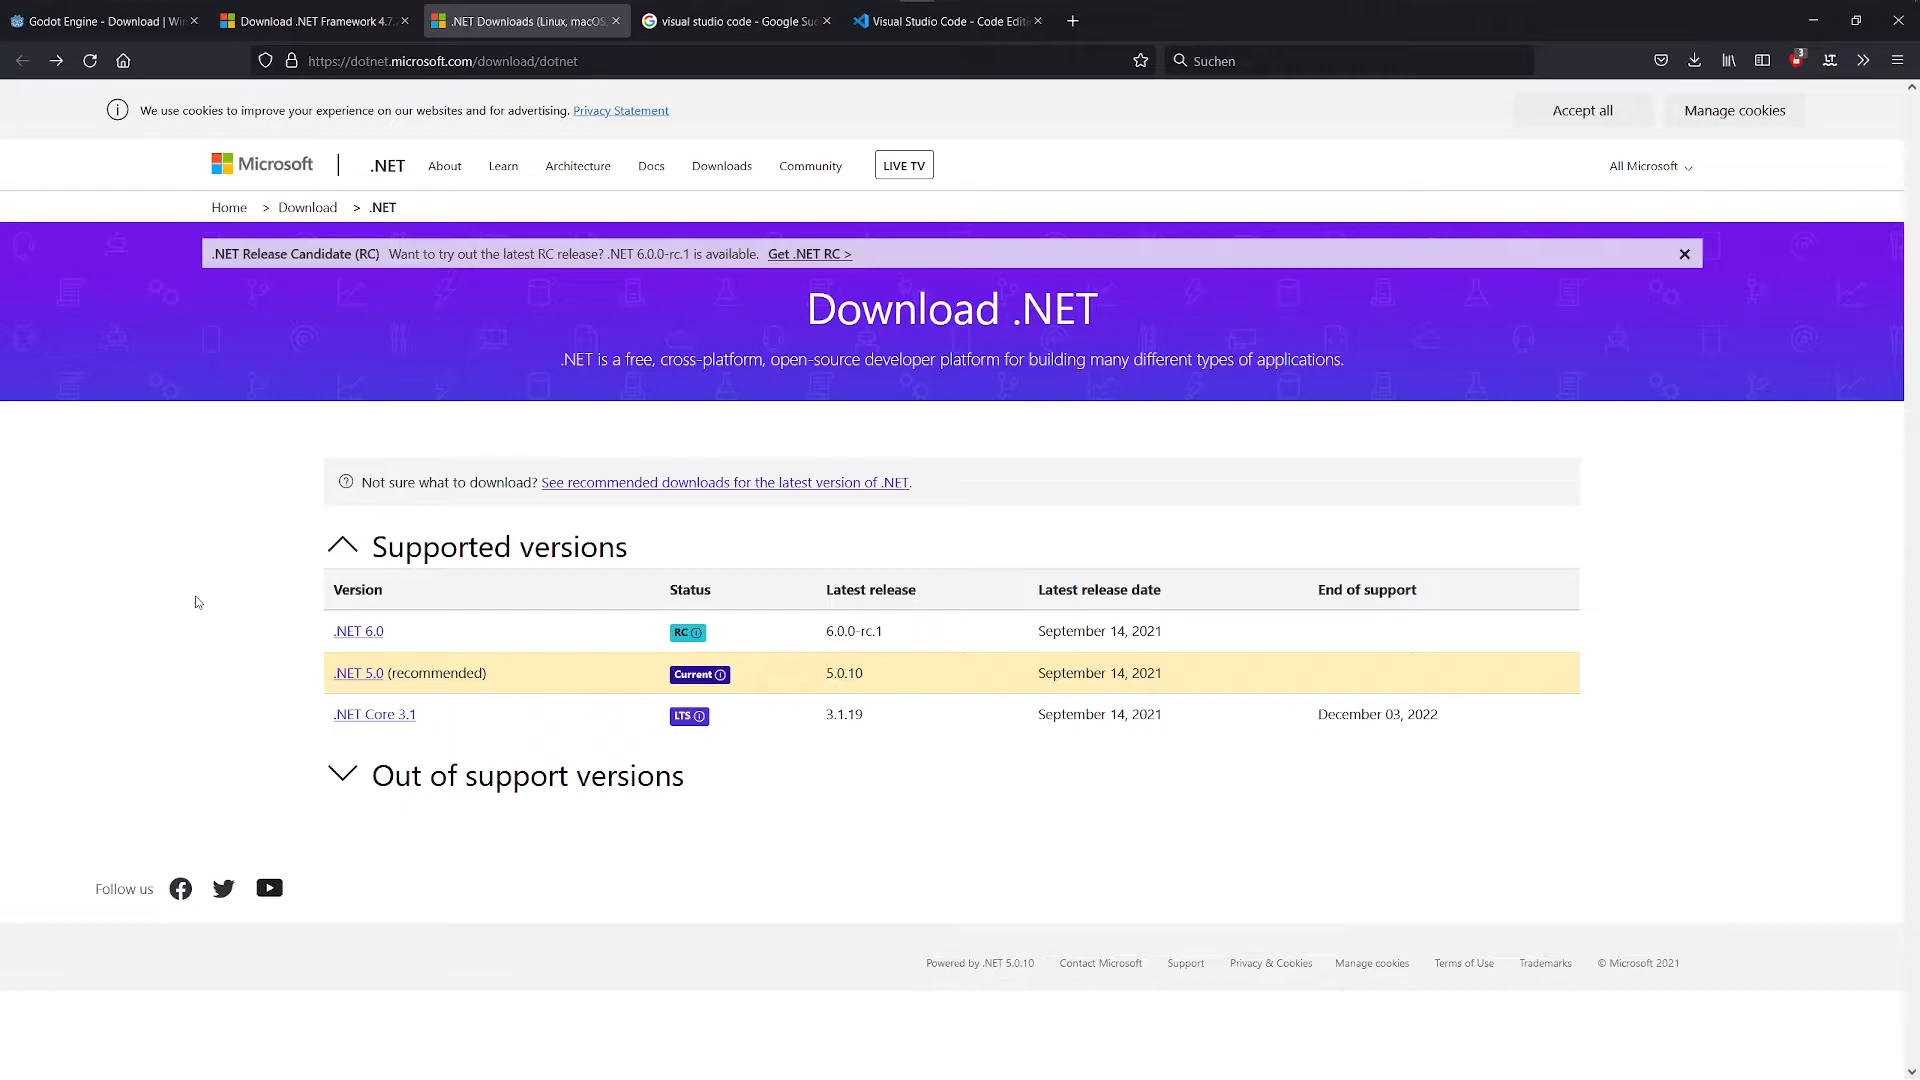 Godot Engine - Download | Win
Download .NET Framework 4.7.
.NET Downloads (Linux, macOS,
visual studio code - Google Suc
Visual Studio Code - Code Editi
https://dotnet.microsoft.com/download/dotnet
Suchen
3
We use cookies to improve your experience on our websites and for advertising. Privacy Statement
Accept all
Manage cookies
Microsoft
.NET
About
Learn
Architecture
Docs
Downloads
Community
LIVE TV
All Microsoft
Home > Download > .NET
.NET Release Candidate (RC) Want to try out the latest RC release? .NET 6.0.0-rc.1 is available. Get .NET RC >
Download .NET
.NET is a free, cross-platform, open-source developer platform for building many different types of applications.
Not sure what to download? See recommended downloads for the latest version of .NET.
Supported versions
Version Status Latest release Latest release date End of support
.NET 6.0 RC 6.0.0-rc.1 September 14, 2021
.NET 5.0 (recommended) Current 5.0.10 September 14, 2021
.NET Core 3.1 LTS 3.1.19 September 14, 2021 December 03, 2022
Out of support versions
Follow us
Powered by .NET 5.0.10 Contact Microsoft Support Privacy & Cookies Manage cookies Terms of Use Trademarks © Microsoft 2021